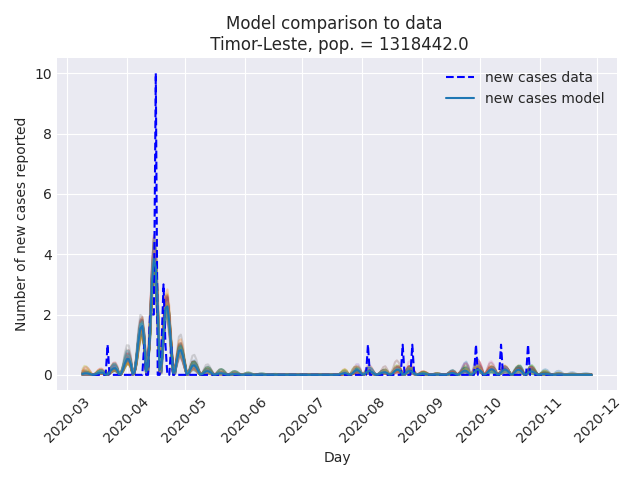 Model comparison to data
Timor-Leste, pop. = 1318442.0
new cases data
new cases model
Number of new cases reported
10
8
6
4
2
0
2020-03
2020-04
2020-05
2020-06
2020-07
2020-08
2020-09
2020-10
2020-11
2020-12
Day